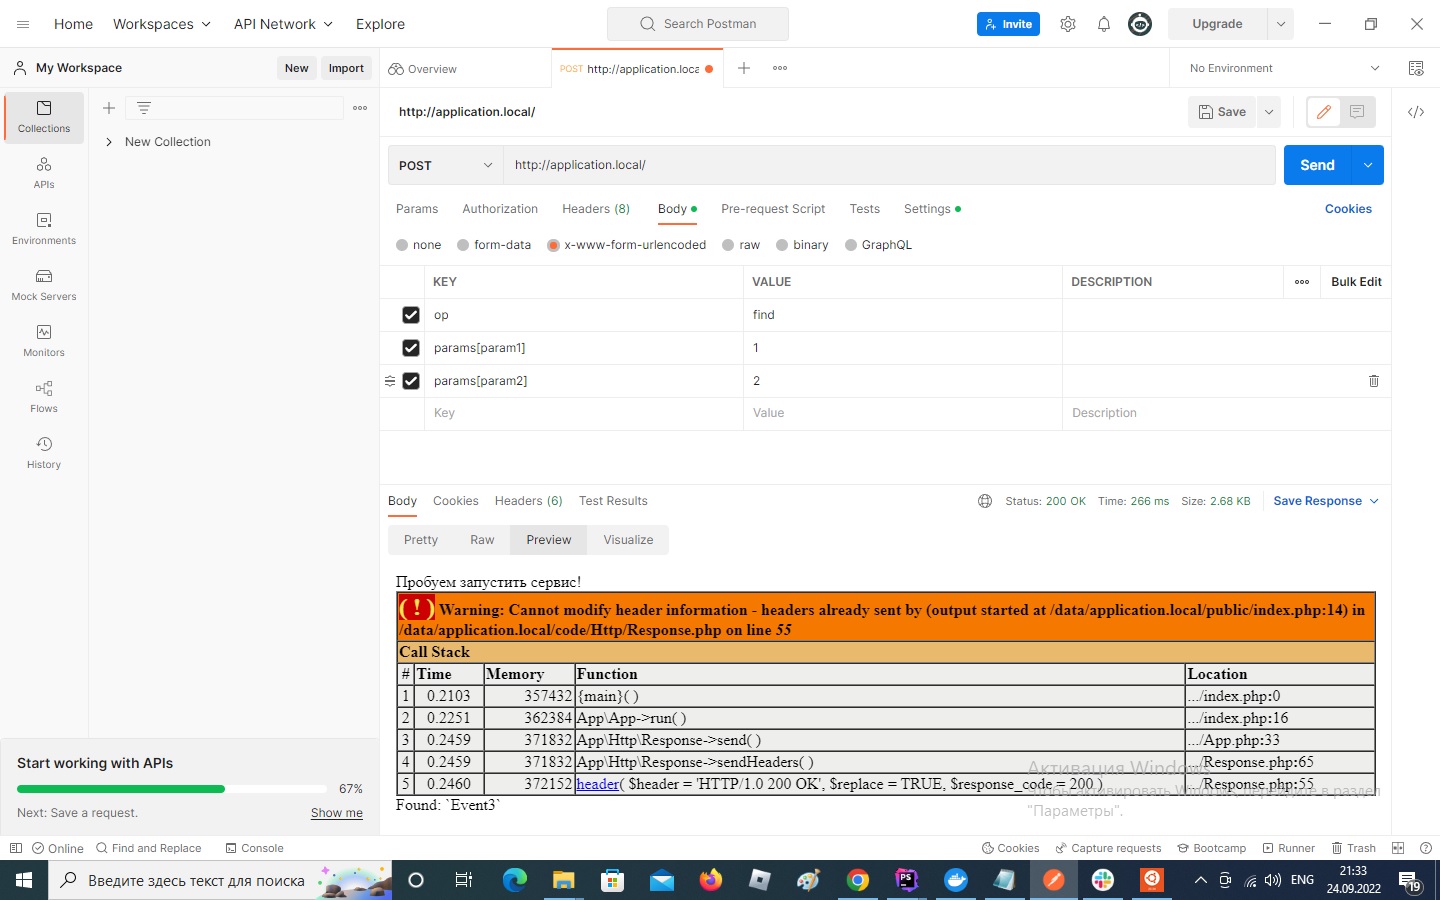 Home Workspaces API Network Explore Search Postman Invite Upgrade
My Workspace New Import Overview POST http://application.loca No Environment
Collections
New Collection
APIs
Environments
Mock Servers
Monitors
Flows
History
http://application.local/ Save
POST http://application.local/ Send
Params Authorization Headers (8) Body Pre-request Script Tests Settings Cookies
none form-data x-www-form-urlencoded raw binary GraphQL
KEY VALUE DESCRIPTION Bulk Edit
op find
params[param1] 1
params[param2] 2
Key Value Description
Body Cookies Headers (6) Test Results Status: 200 OK Time: 266 ms Size: 2.68 KB Save Response
Pretty Raw Preview Visualize
Пробуем запустить сервис!
( ! ) Warning: Cannot modify header information - headers already sent by (output started at /data/application.local/public/index.php:14) in
/data/application.local/code/Http/Response.php on line 55
Call Stack
# Time Memory Function Location
1 0.2103 357432 {main}( ) .../index.php:0
2 0.2251 362384 App\App->run( ) .../index.php:16
3 0.2459 371832 App\Http\Response->send( ) .../App.php:33
4 0.2459 371832 App\Http\Response->sendHeaders( ) .../Response.php:65
5 0.2460 372152 header( $header = 'HTTP/1.0 200 OK', $replace = TRUE, $response_code = 200 ) .../Response.php:55
Found: `Event3`
Активация Windows
Чтобы активировать Windows, перейдите в раздел
"Параметры".
Start working with APIs
67%
Next: Save a request. Show me
Online Find and Replace Console Cookies Capture requests Bootcamp Runner Trash
Введите здесь текст для поиска PS ENG 21:33
24.09.2022 19